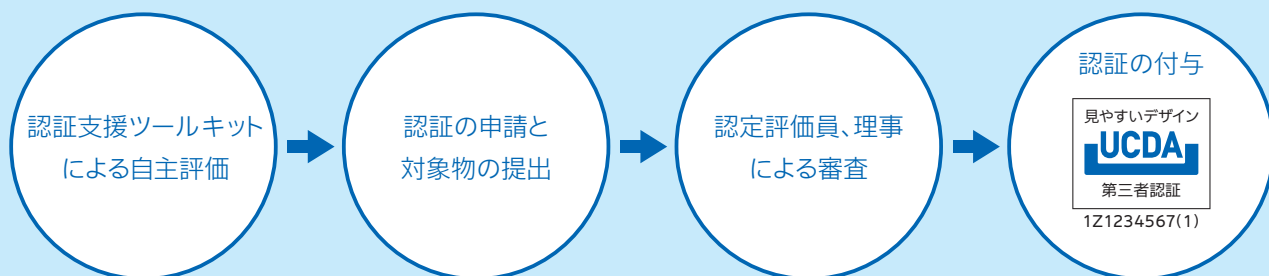 認証支援ツールキット
による自主評価
認証の申請と
対象物の提出
認定評価員、理事
による審査
認証の付与
見やすいデザイン
UCDA
第三者認証
1Z1234567(1)